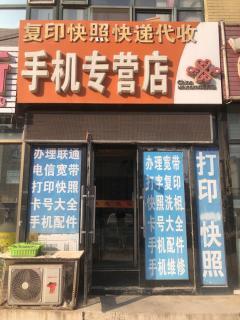 复印快照快递代收
手机专营店
China
unicom
办理联通
电信宽带
打印快照
卡号大全
手机配件
办理宽带
打字复印
快照洗相
卡号大全
手机配件
手机维修
打印 快照